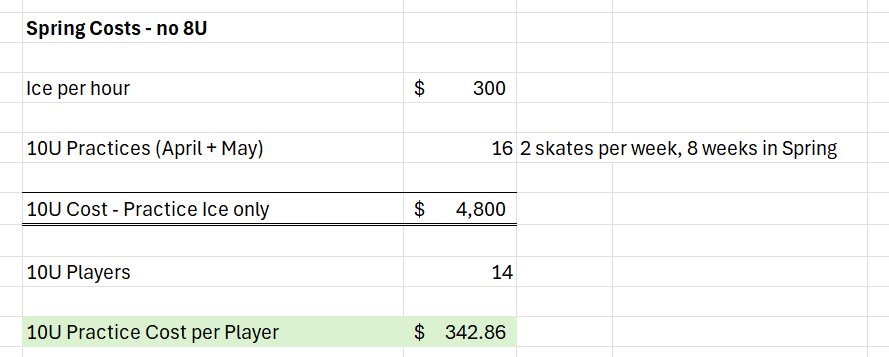 Spring Costs - no 8U
Ice per hour $ 300
10U Practices (April + May) 16 2 skates per week, 8 weeks in Spring
10U Cost - Practice Ice only $ 4,800
10U Players 14
10U Practice Cost per Player $ 342.86